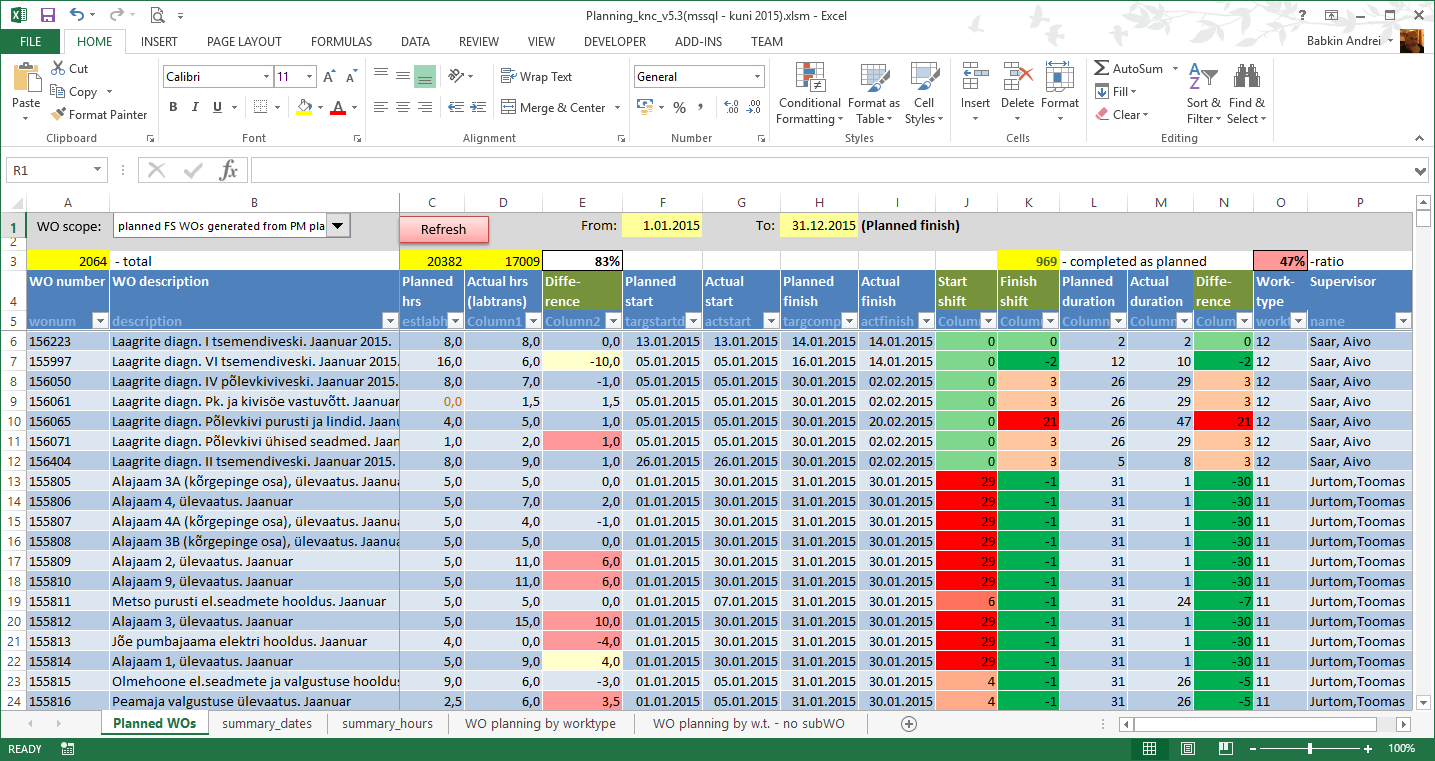 Planning_knc_v5.3(mssql - kuni 2015).xlsm - Excel
FILE HOME INSERT PAGE LAYOUT FORMULAS DATA REVIEW VIEW DEVELOPER ADD-INS TEAM Babkin Andrei
Paste Cut Copy Format Painter Clipboard
Calibri 11 B I U A Font
Wrap Text Merge & Center Alignment
General % , Number
Conditional Formatting Format as Table Cell Styles Styles
Insert Delete Format Cells
AutoSum Fill Clear Sort & Filter Find & Select Editing
R1 fx
A B C D E F G H I J K L M N O P
1 WO scope: planned FS WOs generated from PM pla Refresh From: 1.01.2015 To: 31.12.2015 (Planned finish)
2
3 2064 - total 20382 17009 83% 969 - completed as planned 47% -ratio
4 WO number WO description Planned hrs Actual hrs (labtrans) Diffe-rence Planned start Actual start Planned finish Actual finish Start shift Finish shift Planned duration Actual duration Diffe-rence Work-type Supervisor
5 wonum description estlabh Column1 Column2 targstartd actstart targcomp actfinish Colum Colum Column Column Colum workt name
6 156223 Laagrite diagn. I tsemendiveski. Jaanuar 2015. 8,0 8,0 0,0 13.01.2015 13.01.2015 14.01.2015 14.01.2015 0 0 2 2 0 12 Saar, Aivo
7 155997 Laagrite diagn. VI tsemendiveski. Jaanuar 2015. 16,0 6,0 -10,0 05.01.2015 05.01.2015 16.01.2015 14.01.2015 0 -2 12 10 -2 12 Saar, Aivo
8 156050 Laagrite diagn. IV põlevkiviveski. Jaanuar 2015. 8,0 7,0 -1,0 05.01.2015 05.01.2015 30.01.2015 02.02.2015 0 3 26 29 3 12 Saar, Aivo
9 156061 Laagrite diagn. Pk. ja kivisöe vastuvõtt. Jaanuar 0,0 1,5 1,5 05.01.2015 05.01.2015 30.01.2015 02.02.2015 0 3 26 29 3 12 Saar, Aivo
10 156065 Laagrite diagn. Põlevkivi purusti ja lindid. Jaanu 4,0 5,0 1,0 05.01.2015 05.01.2015 30.01.2015 20.02.2015 0 21 26 47 21 12 Saar, Aivo
11 156071 Laagrite diagn. Põlevkivi ühised seadmed. Jaan 1,0 2,0 1,0 05.01.2015 05.01.2015 30.01.2015 02.02.2015 0 3 26 29 3 12 Saar, Aivo
12 156404 Laagrite diagn. II tsemendiveski. Jaanuar 2015. 8,0 9,0 1,0 26.01.2015 26.01.2015 30.01.2015 02.02.2015 0 3 5 8 3 12 Saar, Aivo
13 155805 Alajaam 3A (kõrgepinge osa), ülevaatus. Jaanua 5,0 5,0 0,0 01.01.2015 30.01.2015 31.01.2015 30.01.2015 29 -1 31 1 -30 11 Jurtom,Toomas
14 155806 Alajaam 4, ülevaatus. Jaanuar 5,0 7,0 2,0 01.01.2015 30.01.2015 31.01.2015 30.01.2015 29 -1 31 1 -30 11 Jurtom,Toomas
15 155807 Alajaam 4A (kõrgepinge osa), ülevaatus. Jaanua 5,0 4,0 -1,0 01.01.2015 30.01.2015 31.01.2015 30.01.2015 29 -1 31 1 -30 11 Jurtom,Toomas
16 155808 Alajaam 3B (kõrgepinge osa), ülevaatus. Jaanua 5,0 5,0 0,0 01.01.2015 30.01.2015 31.01.2015 30.01.2015 29 -1 31 1 -30 11 Jurtom,Toomas
17 155809 Alajaam 2, ülevaatus. Jaanuar 5,0 11,0 6,0 01.01.2015 30.01.2015 31.01.2015 30.01.2015 29 -1 31 1 -30 11 Jurtom,Toomas
18 155810 Alajaam 9, ülevaatus. Jaanuar 5,0 11,0 6,0 01.01.2015 30.01.2015 31.01.2015 30.01.2015 29 -1 31 1 -30 11 Jurtom,Toomas
19 155811 Metso purusti el.seadmete hooldus. Jaanuar 5,0 5,0 0,0 01.01.2015 07.01.2015 31.01.2015 30.01.2015 6 -1 31 24 -7 11 Jurtom,Toomas
20 155812 Alajaam 3, ülevaatus. Jaanuar 5,0 15,0 10,0 01.01.2015 30.01.2015 31.01.2015 30.01.2015 29 -1 31 1 -30 11 Jurtom,Toomas
21 155813 Jõe pumbajaama elektri hooldus. Jaanuar 4,0 0,0 -4,0 01.01.2015 30.01.2015 31.01.2015 30.01.2015 29 -1 31 1 -30 11 Jurtom,Toomas
22 155814 Alajaam 1, ülevaatus. Jaanuar 5,0 9,0 4,0 01.01.2015 30.01.2015 31.01.2015 30.01.2015 29 -1 31 1 -30 11 Jurtom,Toomas
23 155815 Olmehoone el.seadmete ja valgustuse hooldus 9,0 6,0 -3,0 01.01.2015 05.01.2015 31.01.2015 30.01.2015 4 -1 31 26 -5 11 Jurtom,Toomas
24 155816 Peamaja valgustuse ülevaatus. Jaanuar 2,5 6,0 3,5 01.01.2015 05.01.2015 31.01.2015 30.01.2015 4 -1 31 26 -5 11 Jurtom,Toomas
Planned WOs summary_dates summary_hours WO planning by worktype WO planning by w.t. - no subWO
READY 100%